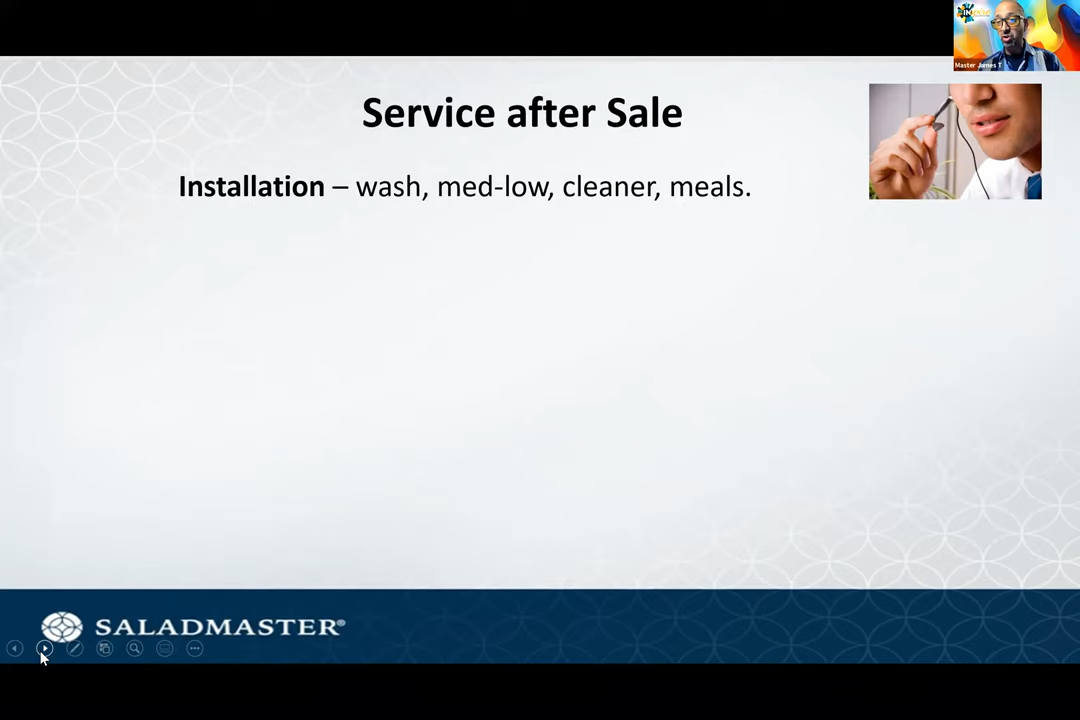 Master James T
Service after Sale
Installation – wash, med-low, cleaner, meals.
SALADMASTER®